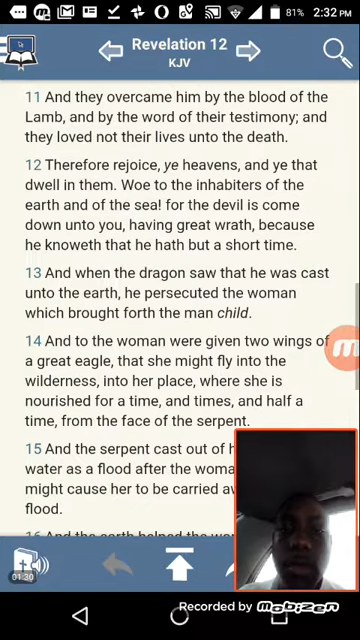 81% 2:32 PM
Revelation 12
KJV
11 And they overcame him by the blood of the
Lamb, and by the word of their testimony; and
they loved not their lives unto the death.
12 Therefore rejoice, ye heavens, and ye that
dwell in them. Woe to the inhabiters of the
earth and of the sea! for the devil is come
down unto you, having great wrath, because
he knoweth that he hath but a short time.
13 And when the dragon saw that he was cast
unto the earth, he persecuted the woman
which brought forth the man child.
14 And to the woman were given two wings of
a great eagle, that she might fly into the
wilderness, into her place, where she is
nourished for a time, and times, and half a
time, from the face of the serpent.
15 And the serpent cast out of
water as a flood after the
might cause her to be carried
flood.
16 And the earth helped the
01:30
Recorded by mobizen